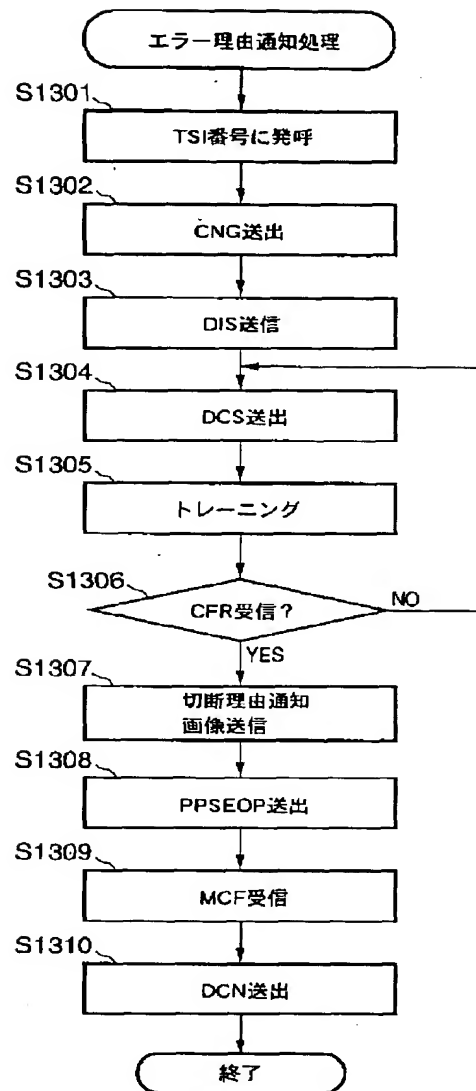 エラー理由通知処理
S1301
TSI番号に発呼
S1302
CNG送出
S1303
DIS送信
S1304
DCS送出
S1305
トレーニング
S1306
CFR受信？
NO
YES
S1307
切断理由通知
画像送信
S1308
PPSEOP送出
S1309
MCF受信
S1310
DCN送出
終了